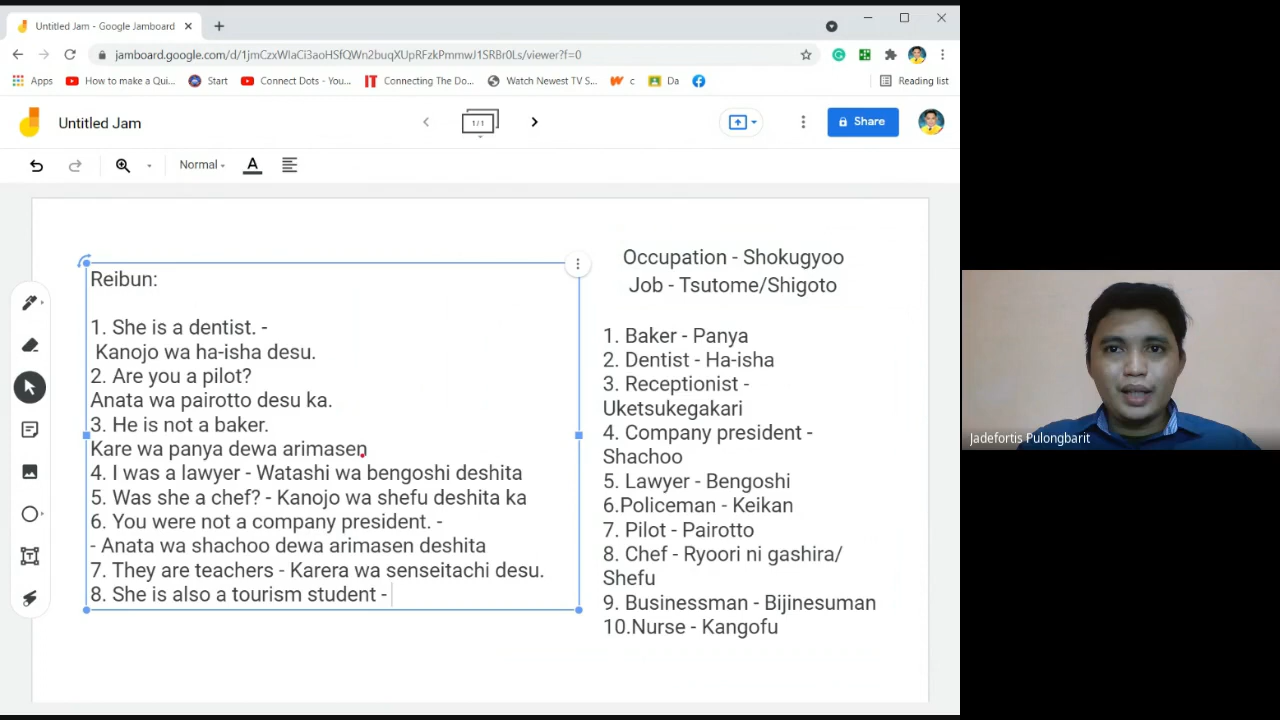 Untitled Jam - Google Jamboard
jamboard.google.com/d/1jmCzxWIaCi3aoHSfQWn2buqXUpRFzkPmmwJ1SRBr0Ls/viewer?f=0
Apps How to make a Qui... Start Connect Dots - You... Connecting The Do... Watch Newest TV S... c Da Reading list
Untitled Jam
1/1
Share
Normal
Reibun:
1. She is a dentist. -
Kanojo wa ha-isha desu.
2. Are you a pilot?
Anata wa pairotto desu ka.
3. He is not a baker.
Kare wa panya dewa arimasen
4. I was a lawyer - Watashi wa bengoshi deshita
5. Was she a chef? - Kanojo wa shefu deshita ka
6. You were not a company president. -
- Anata wa shachoo dewa arimasen deshita
7. They are teachers - Karera wa senseitachi desu.
8. She is also a tourism student -
Occupation - Shokugyoo
Job - Tsutome/Shigoto
1. Baker - Panya
2. Dentist - Ha-isha
3. Receptionist -
Uketsukegakari
4. Company president -
Shachoo
5. Lawyer - Bengoshi
6.Policeman - Keikan
7. Pilot - Pairotto
8. Chef - Ryoori ni gashira/
Shefu
9. Businessman - Bijinesuman
10.Nurse - Kangofu
Jadefortis Pulongbarit